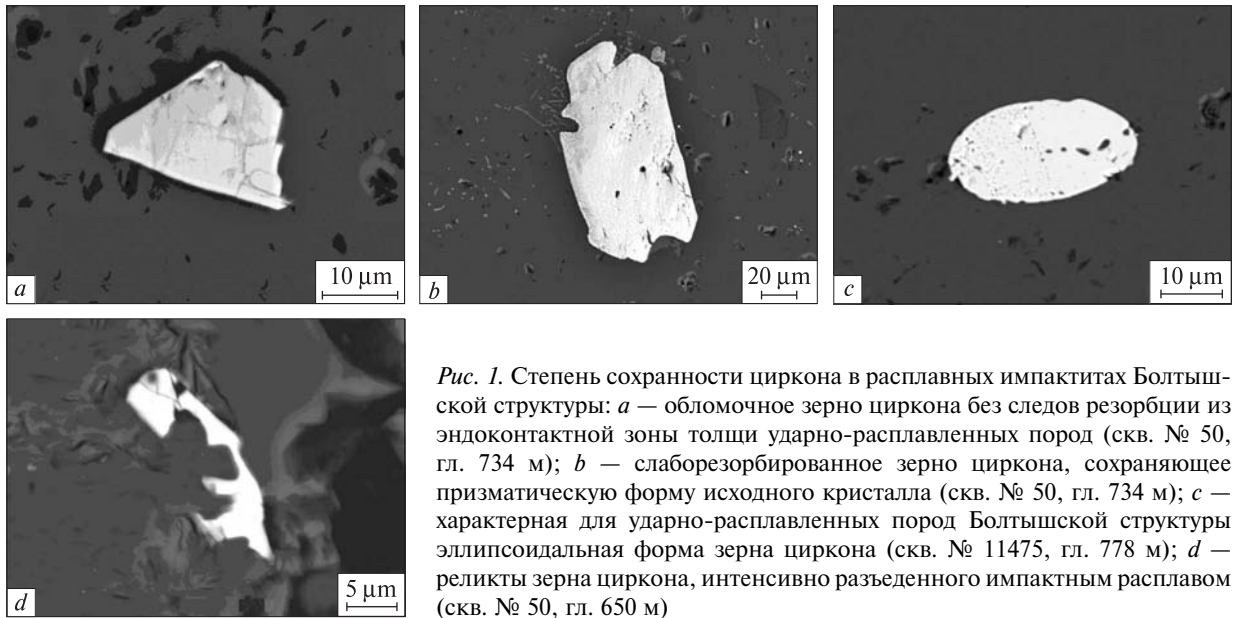 a
10 µm
b
20 µm
c
10 µm
d
5 µm
Рис. 1. Степень сохранности циркона в расплавных импактитах Болтыш-
ской структуры: a — обломочное зерно циркона без следов резорбции из
эндоконтактной зоны толщи ударно-расплавленных пород (скв. № 50,
гл. 734 м); b — слаборезорбированное зерно циркона, сохраняющее
призматическую форму исходного кристалла (скв. № 50, гл. 734 м); c —
характерная для ударно-расплавленных пород Болтышской структуры
эллипсоидальная форма зерна циркона (скв. № 11475, гл. 778 м); d —
реликты зерна циркона, интенсивно разъеденного импактным расплавом
(скв. № 50, гл. 650 м)